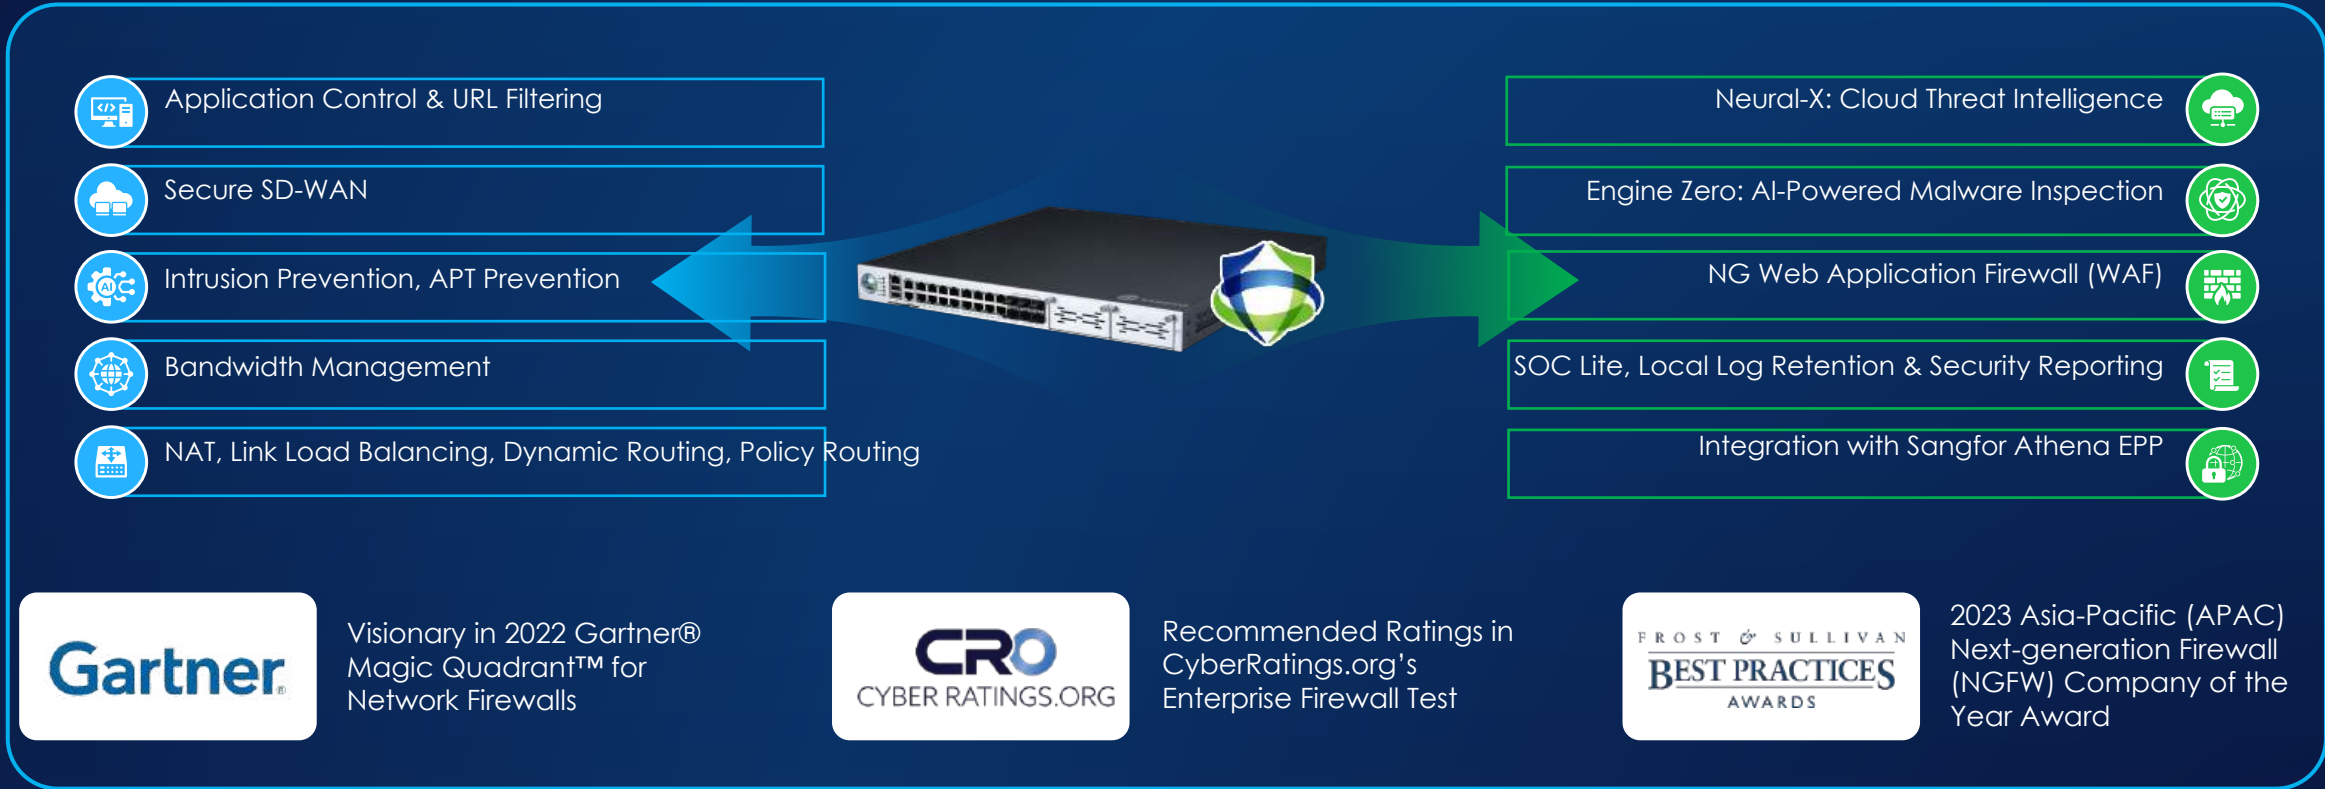 Application Control & URL Filtering
Secure SD-WAN
Intrusion Prevention, APT Prevention
Bandwidth Management
NAT, Link Load Balancing, Dynamic Routing, Policy Routing
Neural-X: Cloud Threat Intelligence
Engine Zero: AI-Powered Malware Inspection
NG Web Application Firewall (WAF)
SOC Lite, Local Log Retention & Security Reporting
Integration with Sangfor Athena EPP
AI
Gartner®
Visionary in 2022 Gartner®
Magic Quadrant™ for
Network Firewalls
CRO
CYBER RATINGS.ORG
Recommended Ratings in
CyberRatings.org’s
Enterprise Firewall Test
FROST & SULLIVAN
BEST PRACTICES
AWARDS
2023 Asia-Pacific (APAC)
Next-generation Firewall
(NGFW) Company of the
Year Award